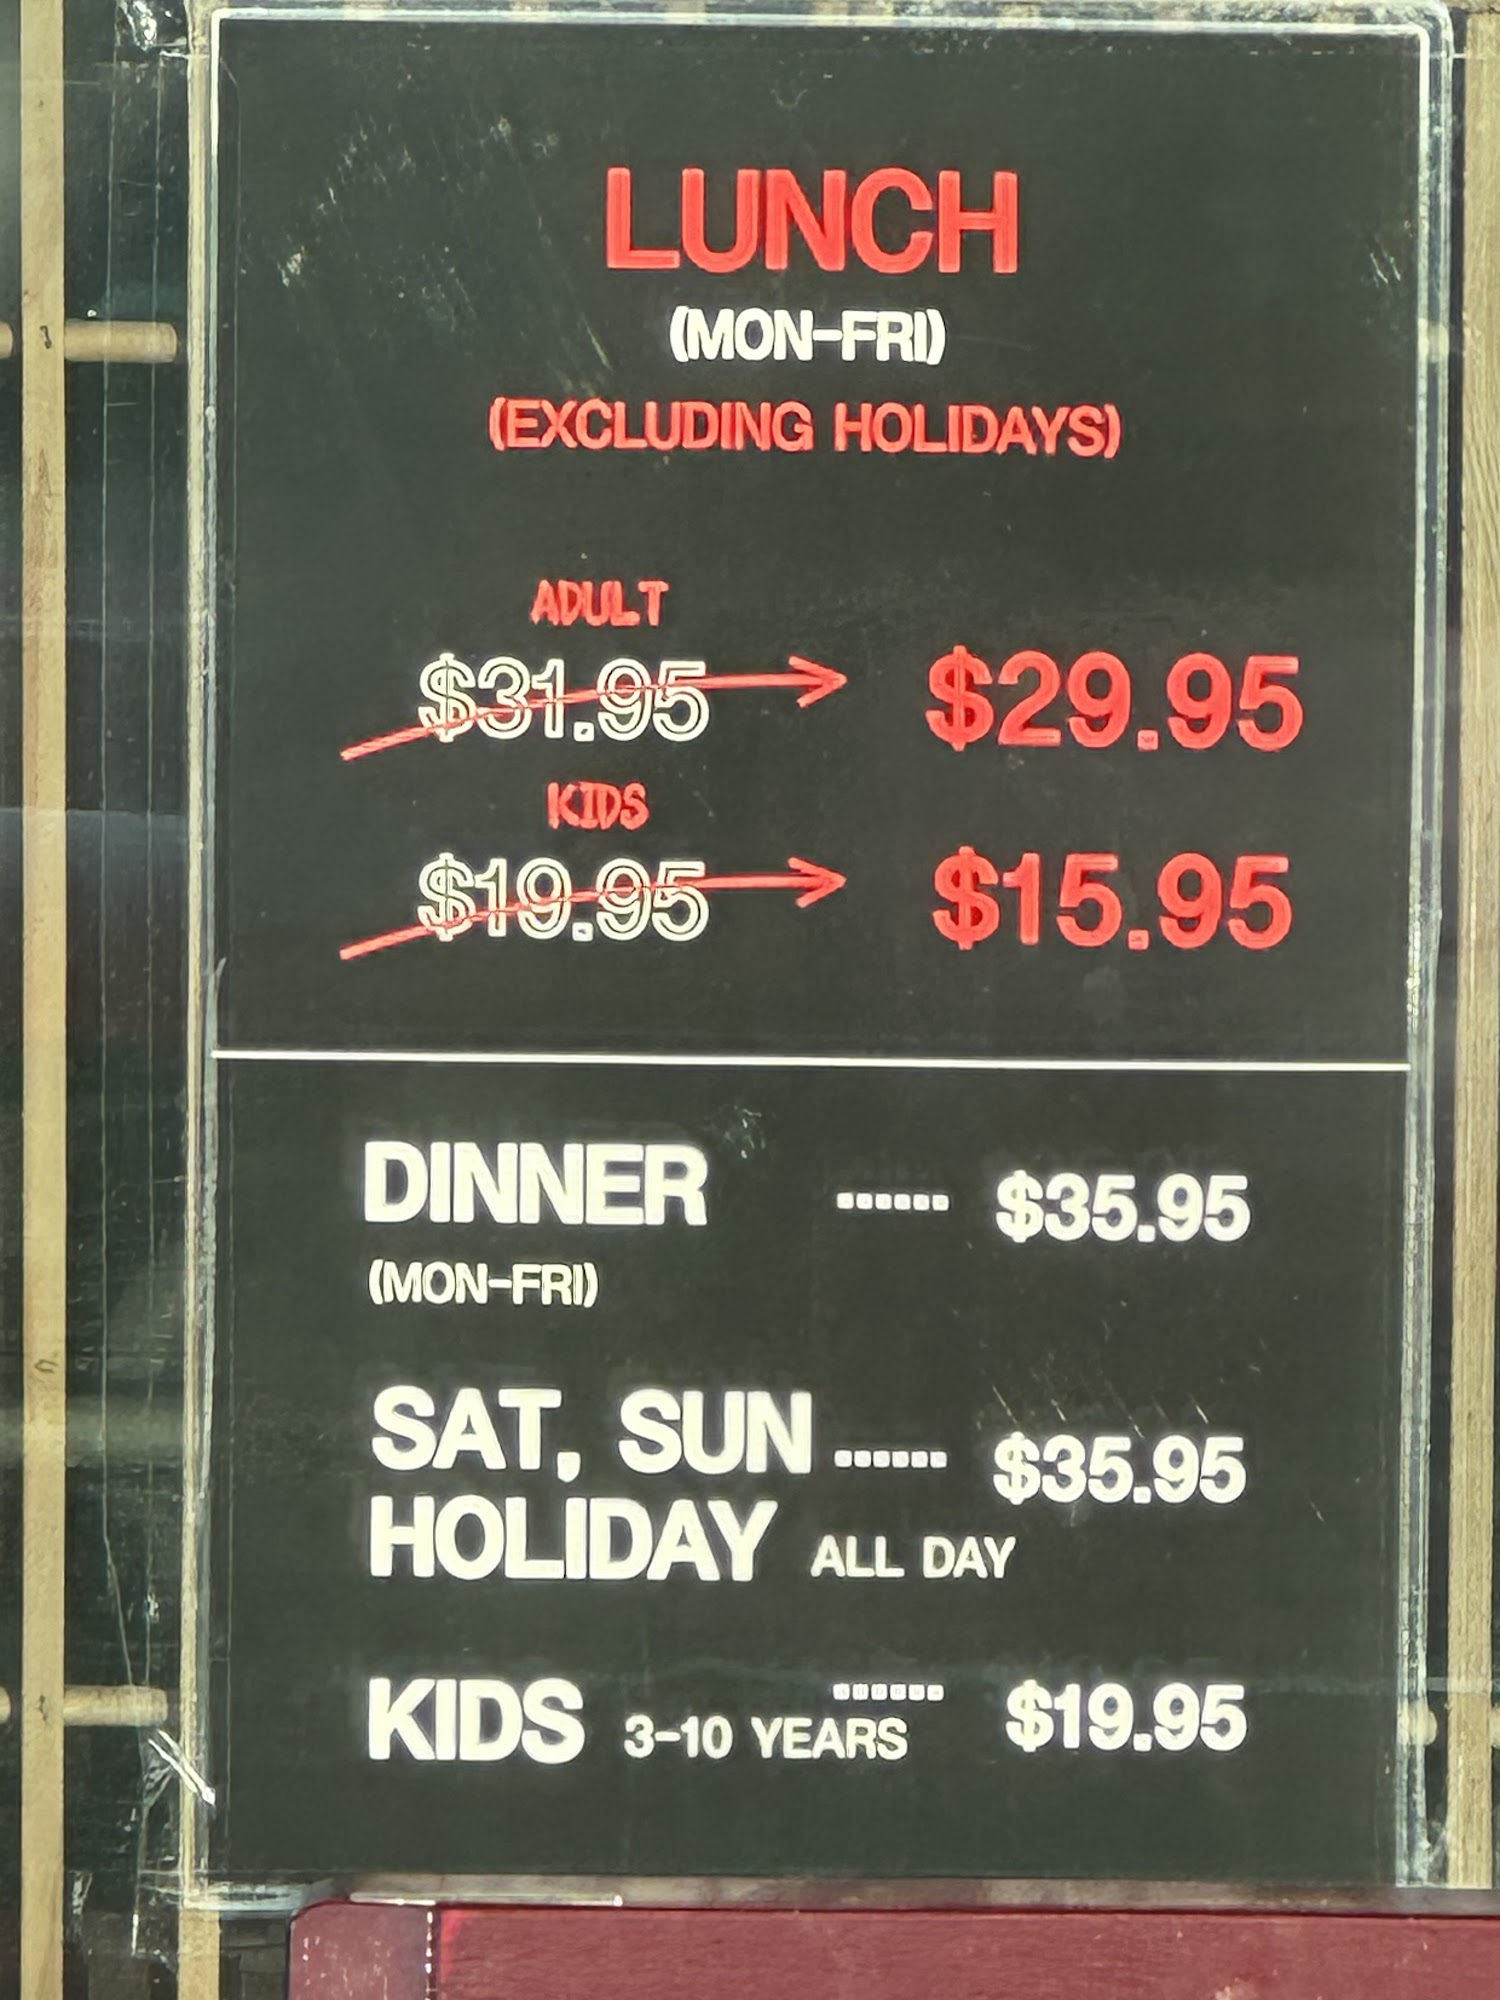 LUNCH
(MON-FRI)
(EXCLUDING HOLIDAYS)
ADULT
$31.95 $29.95
KIDS
$19.95 $15.95
DINNER ...... $35.95
(MON-FRI)
SAT, SUN ...... $35.95
HOLIDAY ALL DAY
KIDS 3-10 YEARS ...... $19.95